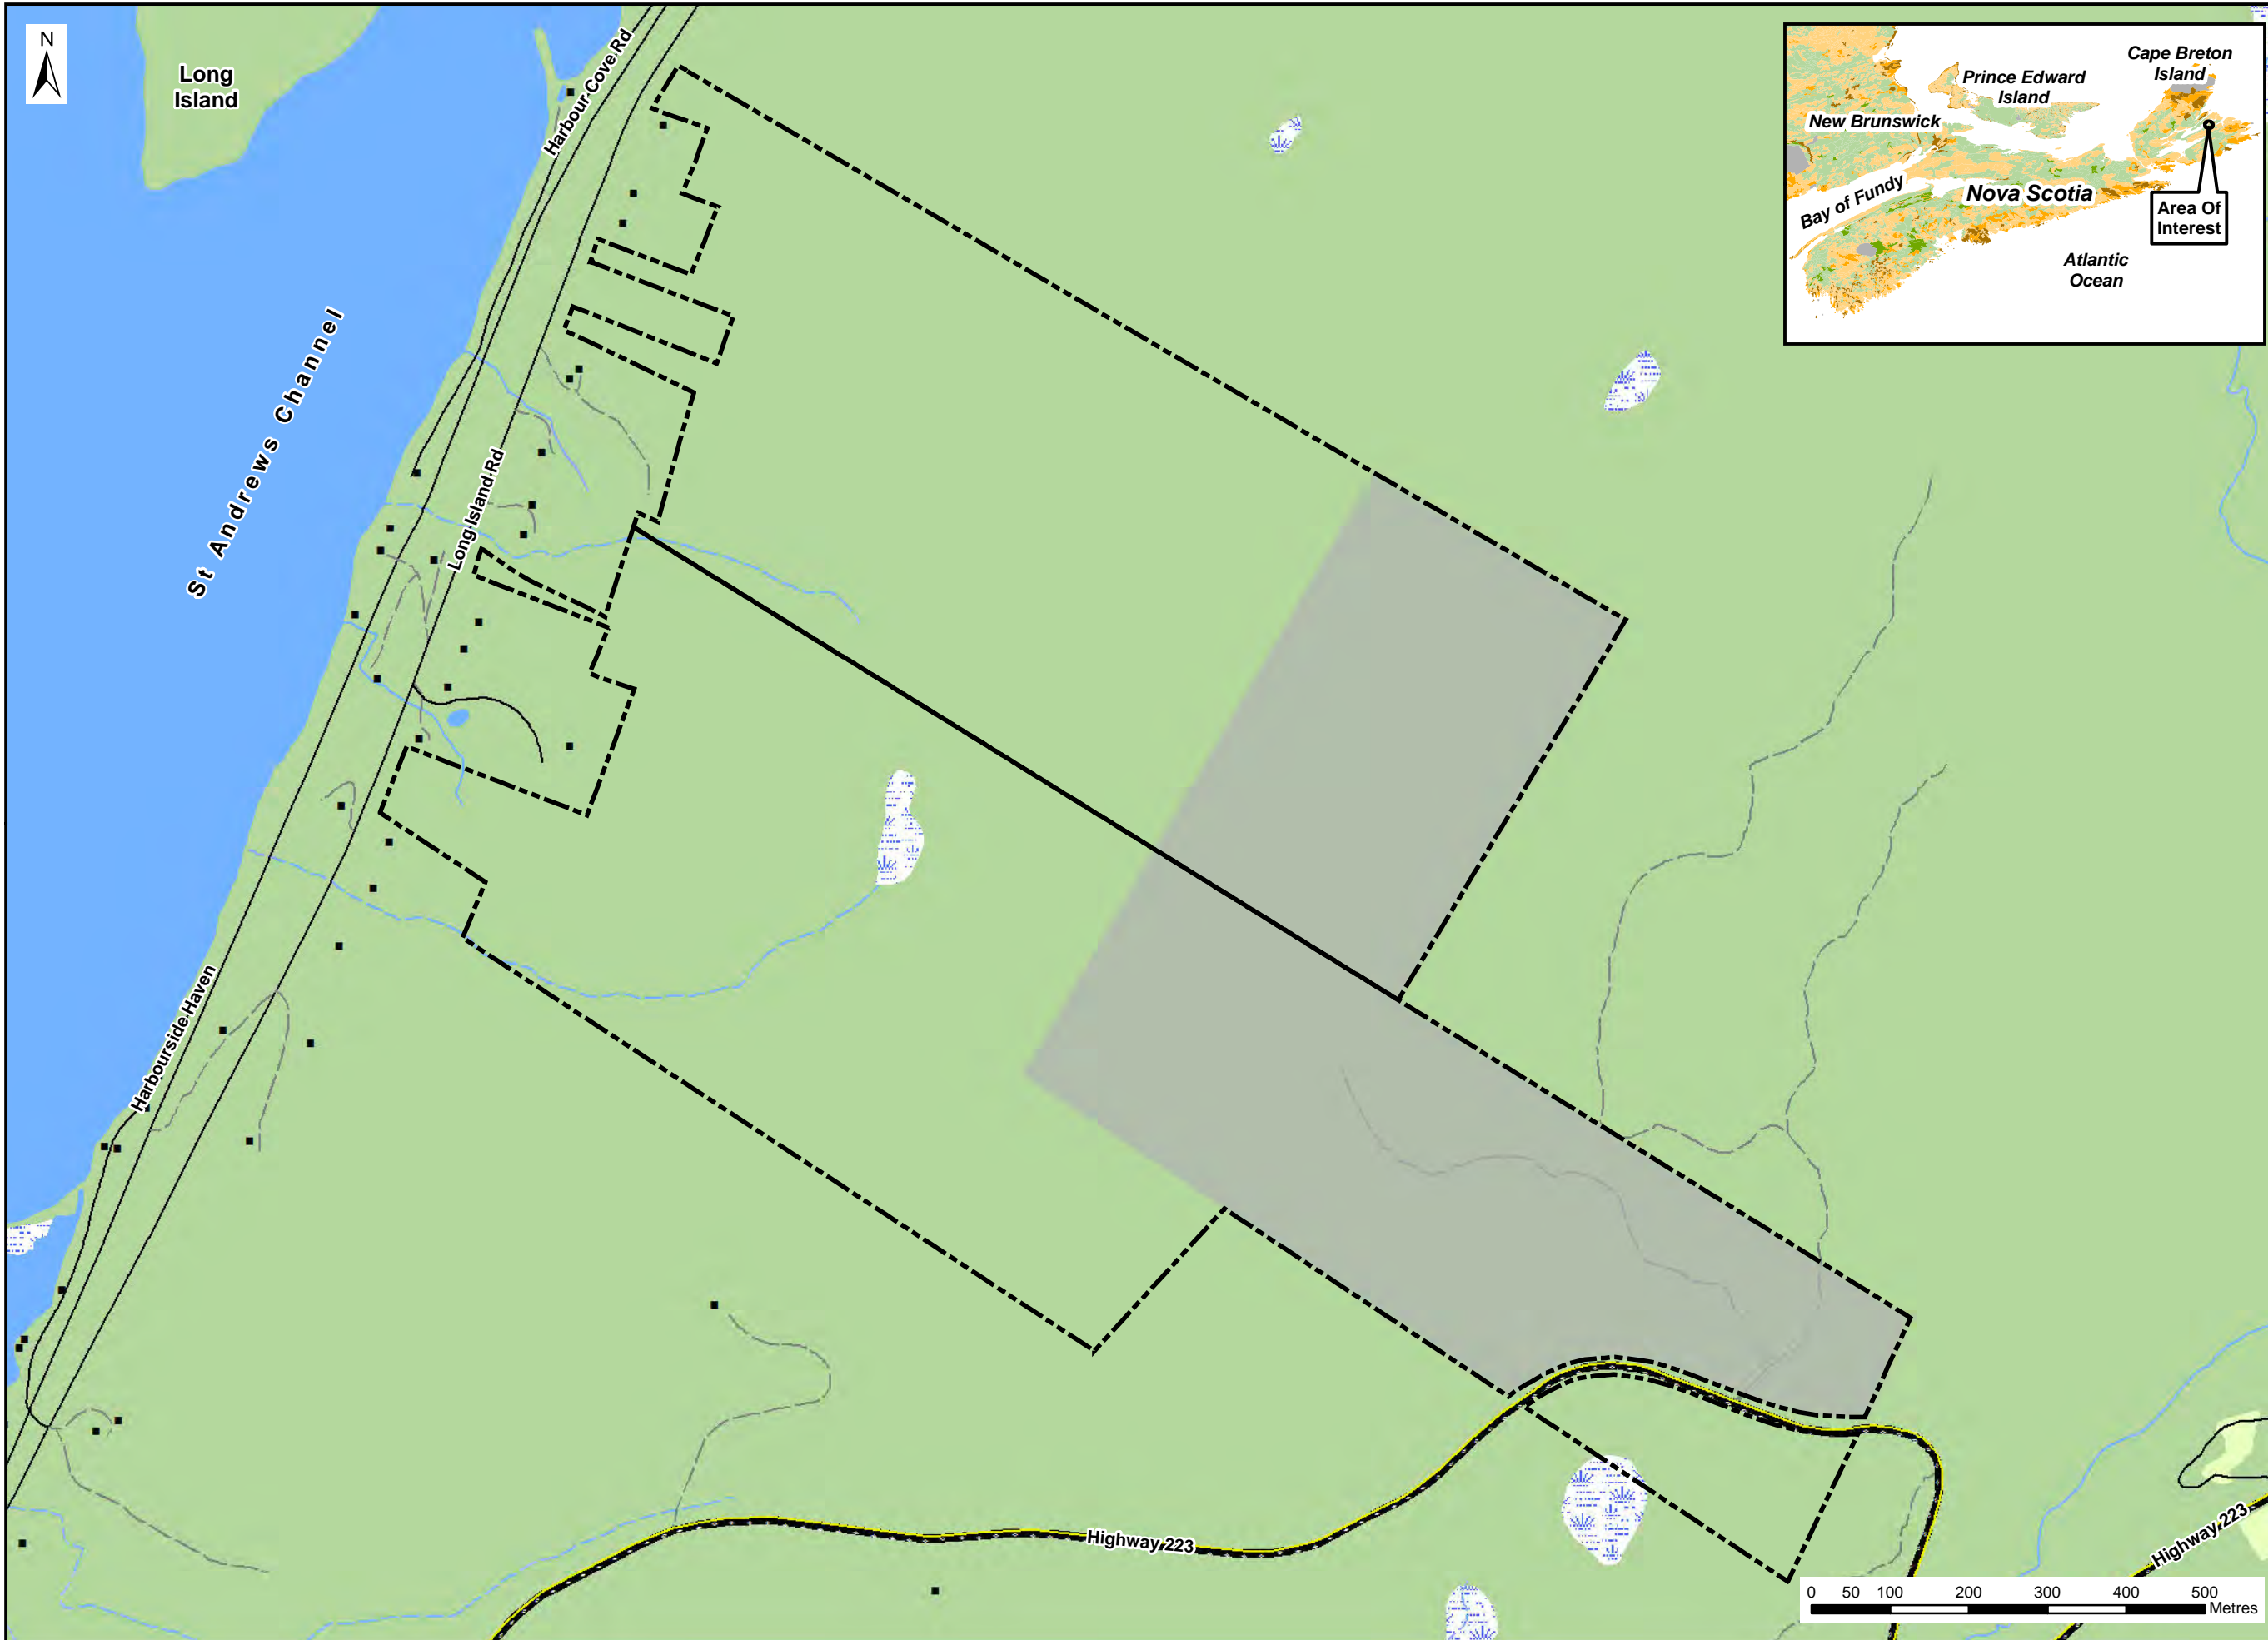 N
Long
Island
Harbour Cove Rd
St Andrews Channel
Long Island Rd
Harbourside Haven
Highway 223
Highway 223
Cape Breton
Island
Prince Edward
Island
New Brunswick
Bay of Fundy
Nova Scotia
Area Of
Interest
Atlantic
Ocean
0 50 100 200 300 400 500
Metres